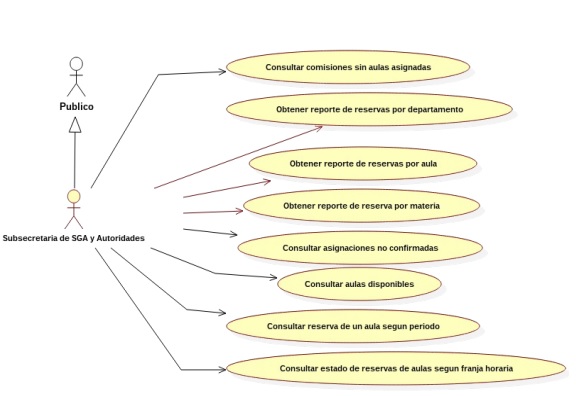 Consultar comisiones sin aulas asignadas
Publico
Obtener reporte de reservas por departamento
Obtener reporte de reservas por aula
Obtener reporte de reserva por materia
Subsecretaria de SGA y Autoridades
Consultar asignaciones no confirmadas
Consultar aulas disponibles
Consultar reserva de un aula segun periodo
Consultar estado de reservas de aulas segun franja horaria